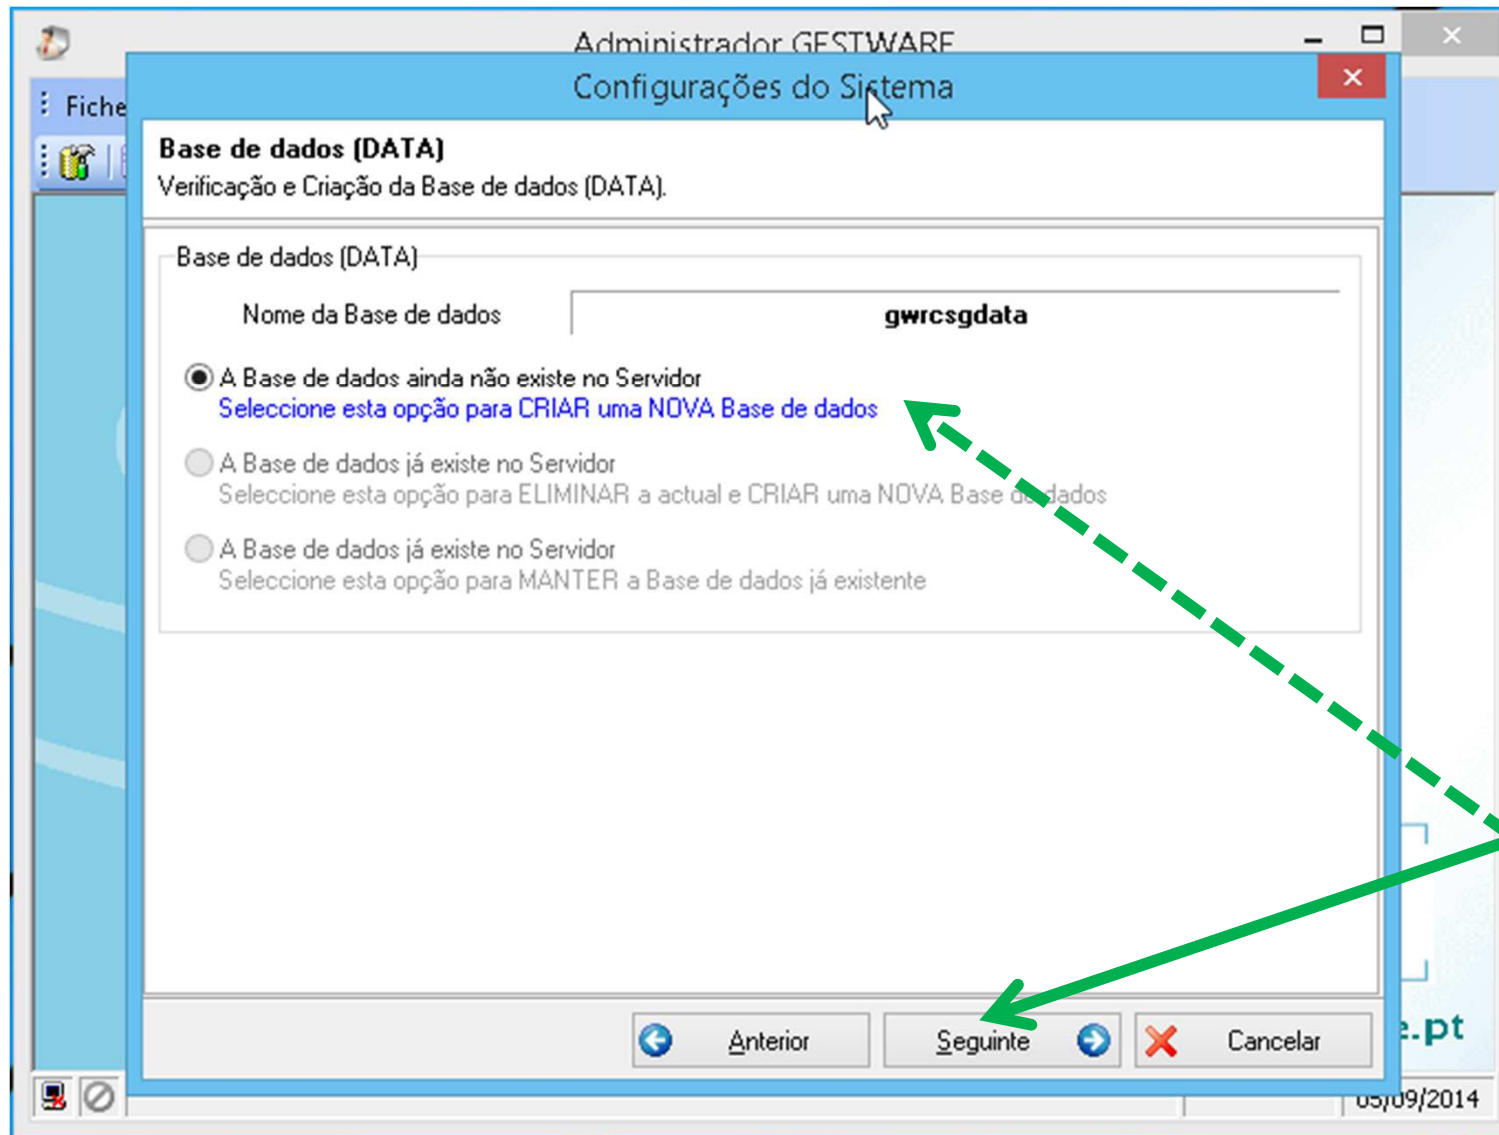 Administrador GESTWARE
Configurações do Sistema
Fiche
Base de dados (DATA)
Verificação e Criação da Base de dados (DATA).
Base de dados (DATA)
Nome da Base de dados
gwrcsgdata
A Base de dados ainda não existe no Servidor
Seleccione esta opção para CRIAR uma NOVA Base de dados
A Base de dados já existe no Servidor
Seleccione esta opção para ELIMINAR a actual e CRIAR uma NOVA Base de dados
A Base de dados já existe no Servidor
Seleccione esta opção para MANTER a Base de dados já existente
Anterior
Seguinte
Cancelar
e.pt
05/09/2014